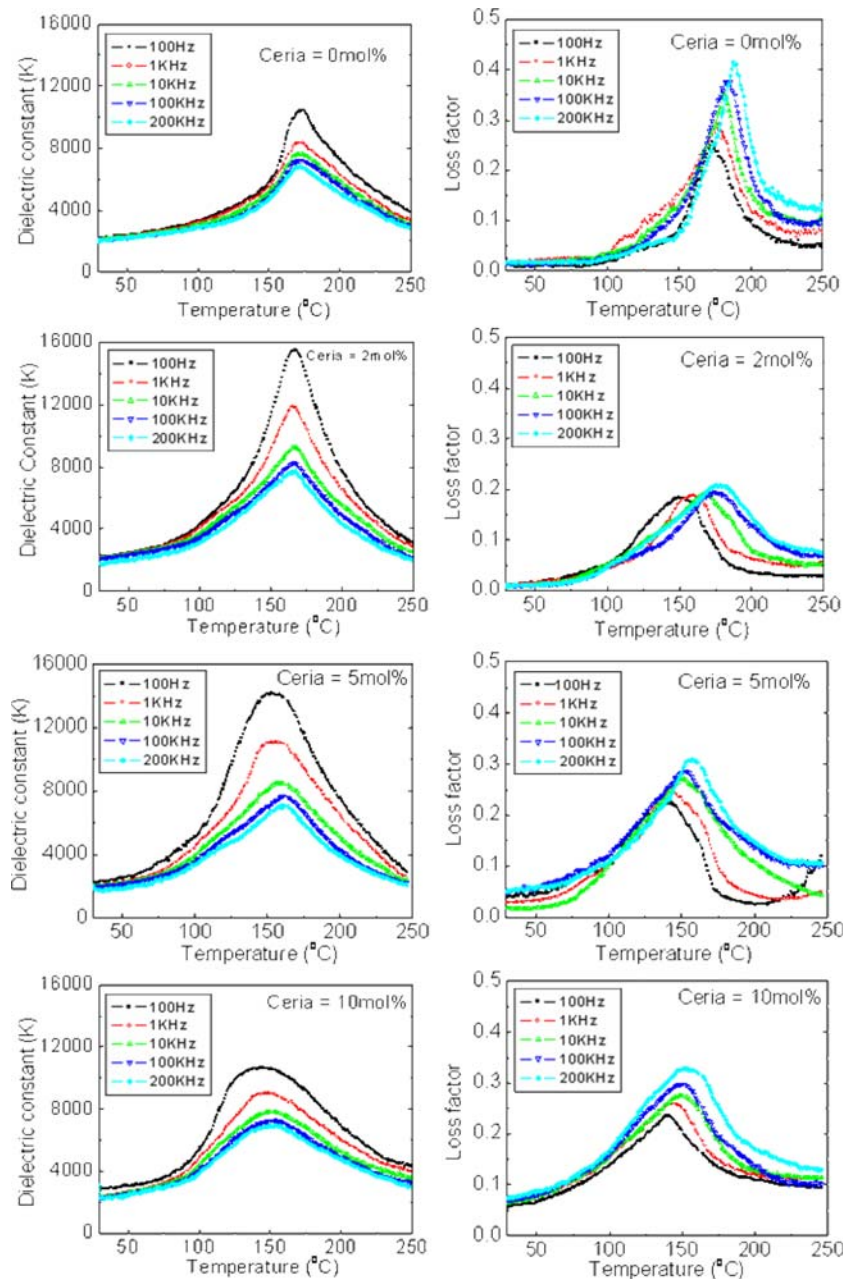 16000
12000
8000
4000
0
Dielectric constant (K)
100Hz
1KHz
10KHz
100KHz
200KHz
Ceria = 0mol%
50 100 150 200 250
Temperature (°C)
0.5
0.4
0.3
0.2
0.1
0.0
Loss factor
100Hz
1KHz
10KHz
100KHz
200KHz
Ceria = 0mol%
50 100 150 200 250
Temperature (°C)
16000
12000
8000
4000
0
Dielectric Constant (K)
100Hz
1KHz
10KHz
100KHz
200KHz
Ceria = 2mol%
50 100 150 200 250
Temperature (°C)
0.5
0.4
0.3
0.2
0.1
0.0
Loss factor
100Hz
1KHz
10KHz
100KHz
200KHz
Ceria = 2mol%
50 100 150 200 250
Temperature (°C)
16000
12000
8000
4000
0
Dielectric constant (K)
100Hz
1KHz
10KHz
100KHz
200KHz
Ceria = 5mol%
50 100 150 200 250
Temperature (°C)
0.5
0.4
0.3
0.2
0.1
0.0
Loss factor
100Hz
1KHz
10KHz
100KHz
200KHz
Ceria = 5mol%
50 100 150 200 250
Temperature (°C)
16000
12000
8000
4000
0
Dielectric constant (K)
100Hz
1KHz
10KHz
100KHz
200KHz
Ceria = 10mol%
50 100 150 200 250
Temperature (°C)
0.5
0.4
0.3
0.2
0.1
0.0
Loss factor
100Hz
1KHz
10KHz
100KHz
200KHz
Ceria = 10mol%
50 100 150 200 250
Temperature (°C)